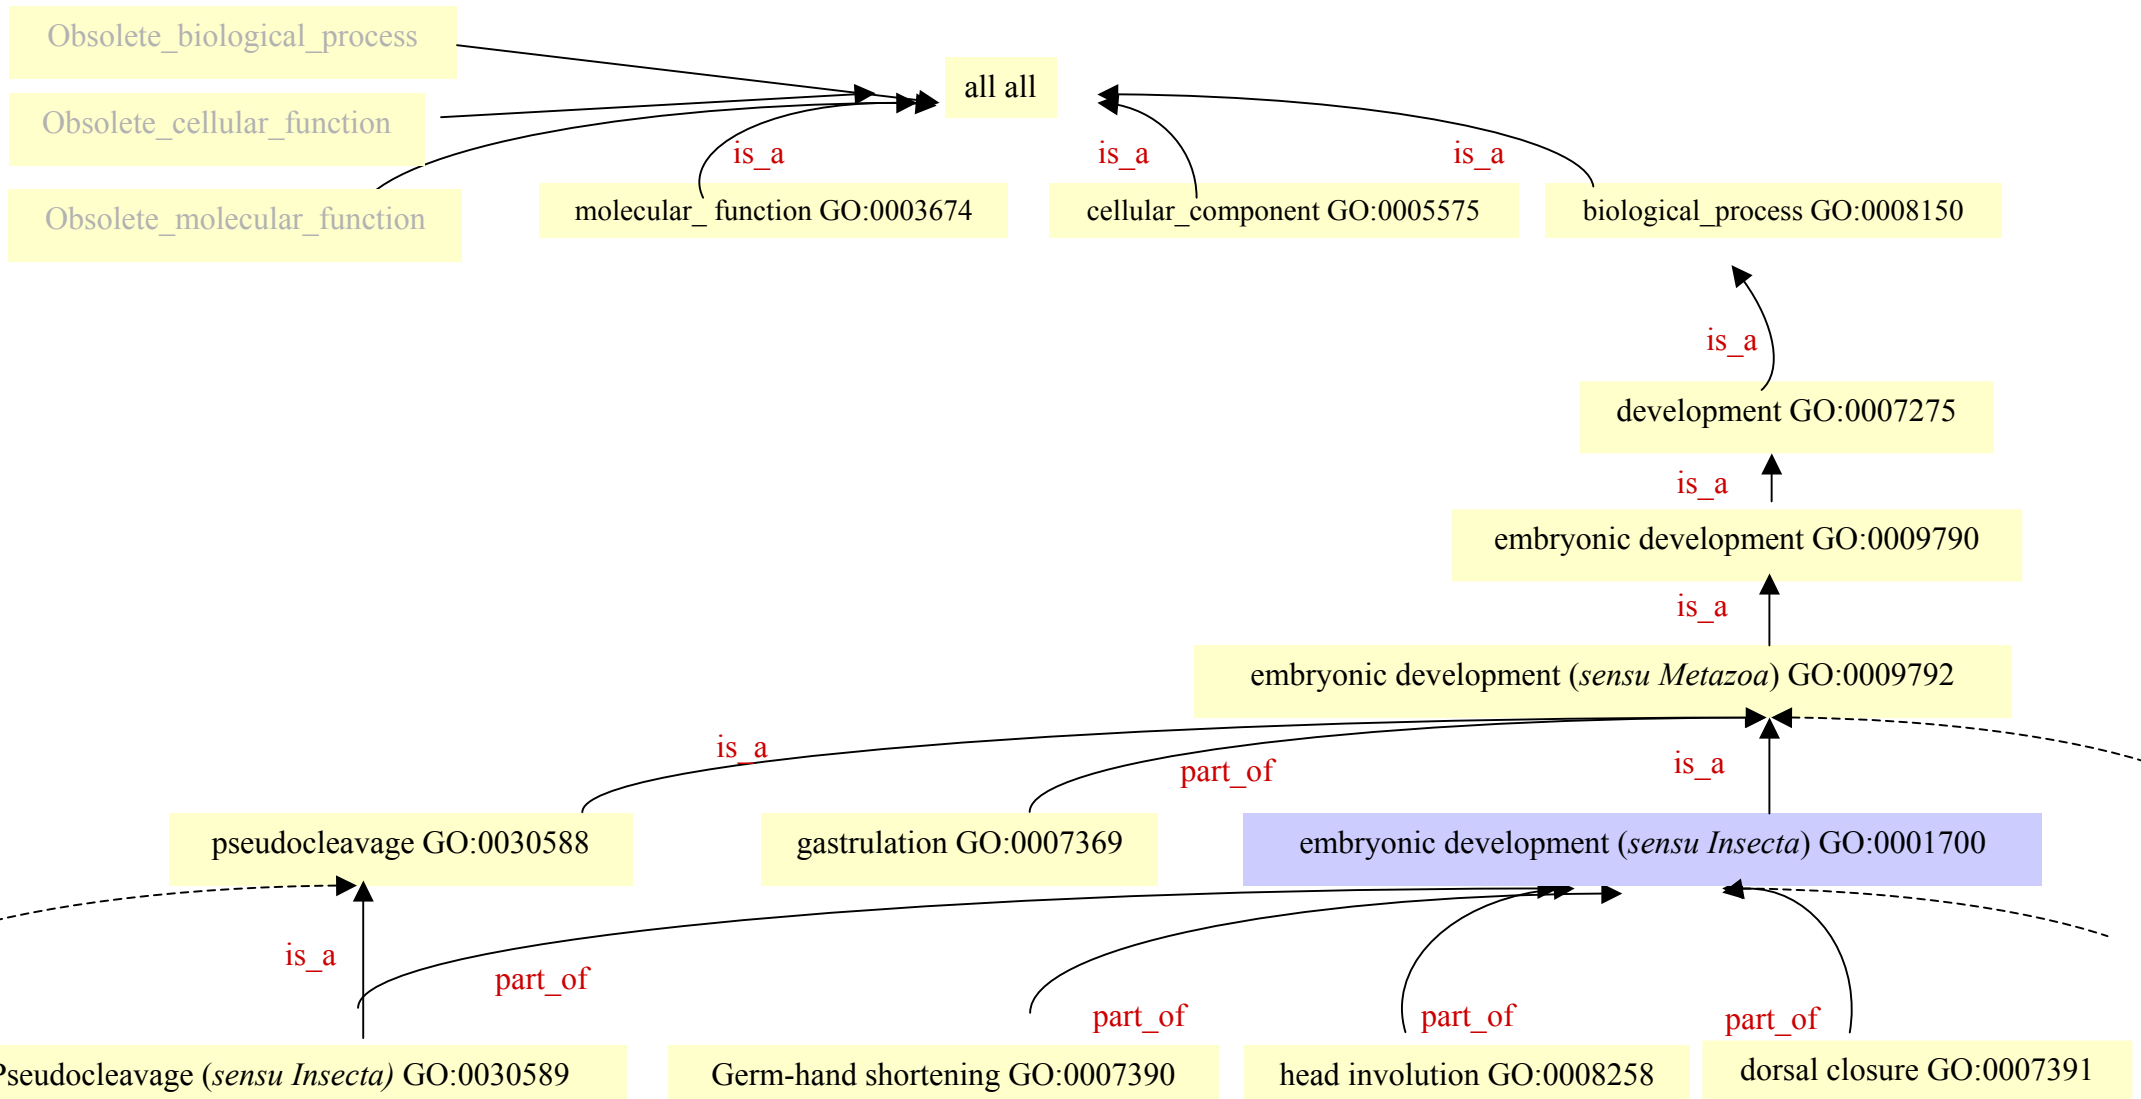 Obsolete_biological_process
all all
Obsolete_cellular_function
is_a
is_a
is_a
Obsolete_molecular_function
molecular_ function GO:0003674
cellular_component GO:0005575
biological_process GO:0008150
is_a
development GO:0007275
is_a
embryonic development GO:0009790
is_a
embryonic development (sensu Metazoa) GO:0009792
is_a
part_of
is_a
pseudocleavage GO:0030588
gastrulation GO:0007369
embryonic development (sensu Insecta) GO:0001700
is_a
part_of
part_of
part_of
part_of
Pseudocleavage (sensu Insecta) GO:0030589
Germ-hand shortening GO:0007390
head involution GO:0008258
dorsal closure GO:0007391